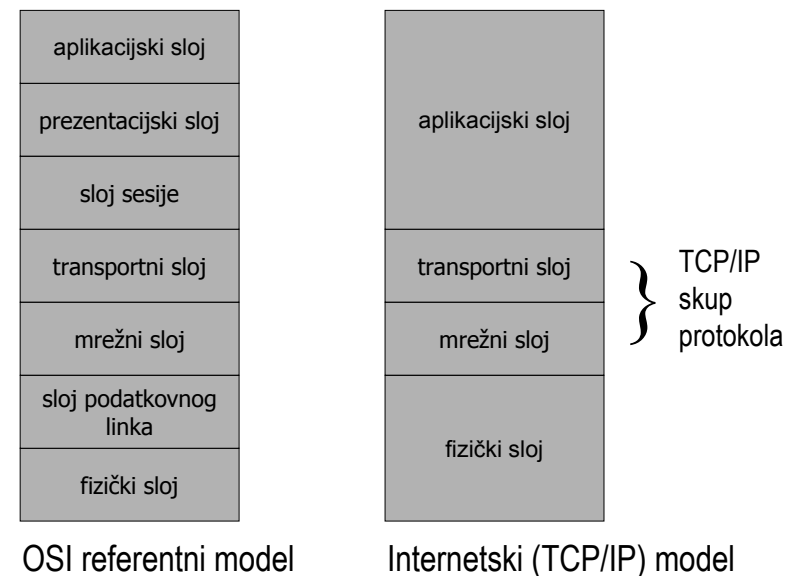 aplikacijski sloj
prezentacijski sloj
sloj sesije
transportni sloj
mrežni sloj
sloj podatkovnog
linka
fizički sloj
OSI referentni model
aplikacijski sloj
transportni sloj
mrežni sloj
fizički sloj
Internetski (TCP/IP) model
TCP/IP
skup
protokola